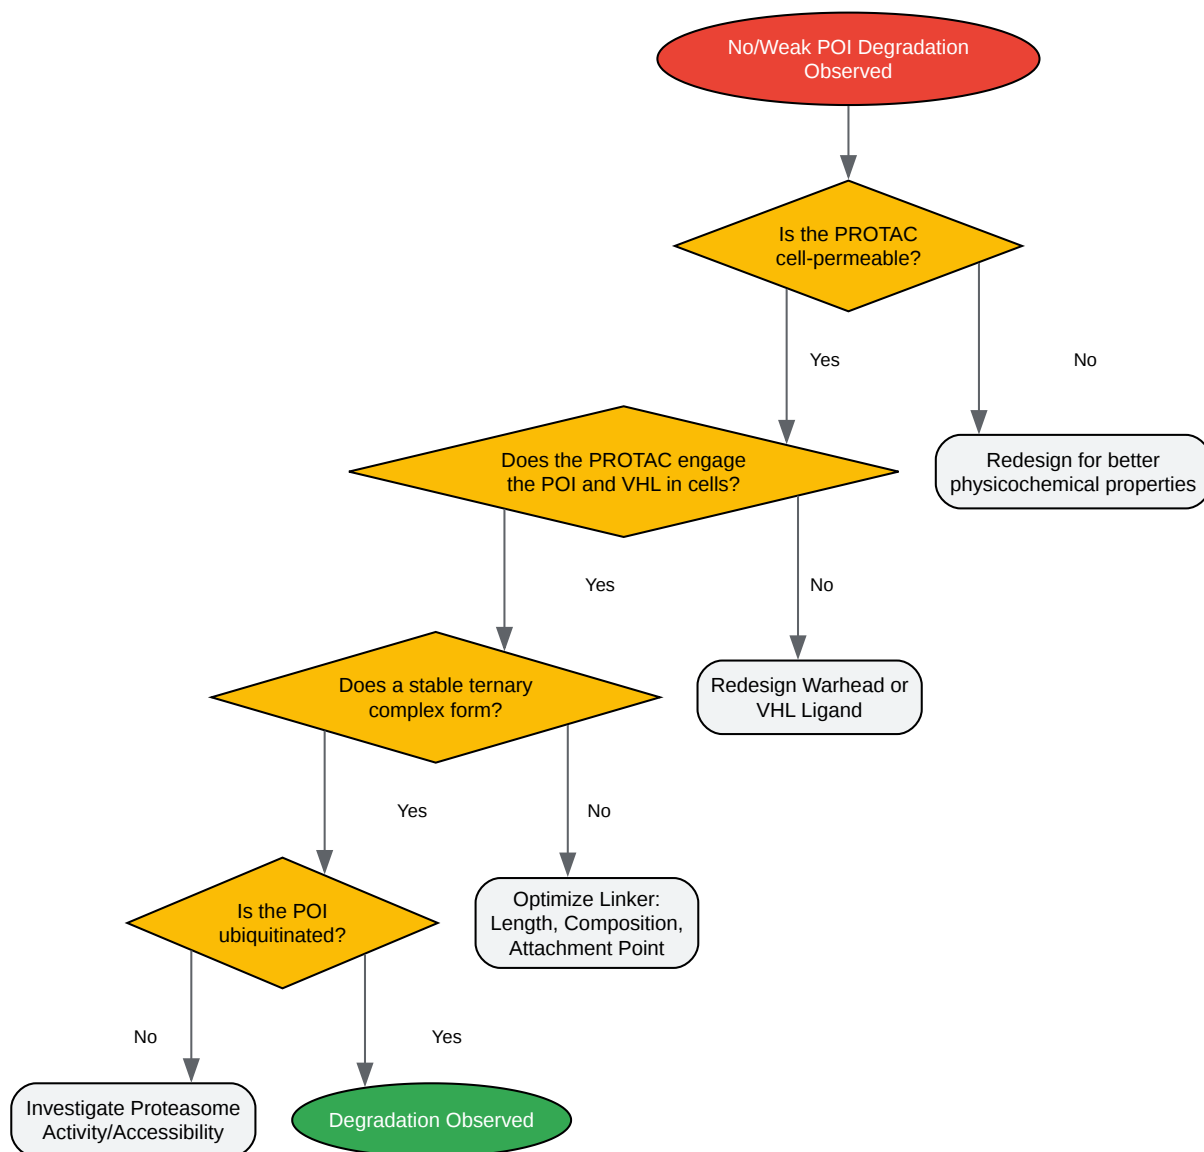 No/Weak POI Degradation
Observed
Is the PROTAC
cell-permeable?
Yes
No
Does the PROTAC engage
the POI and VHL in cells?
Redesign for better
physicochemical properties
Yes
No
Does a stable ternary
complex form?
Redesign Warhead or
VHL Ligand
Yes
No
Is the POI
ubiquitinated?
Optimize Linker:
Length, Composition,
Attachment Point
No
Yes
Investigate Proteasome
Activity/Accessibility
Degradation Observed